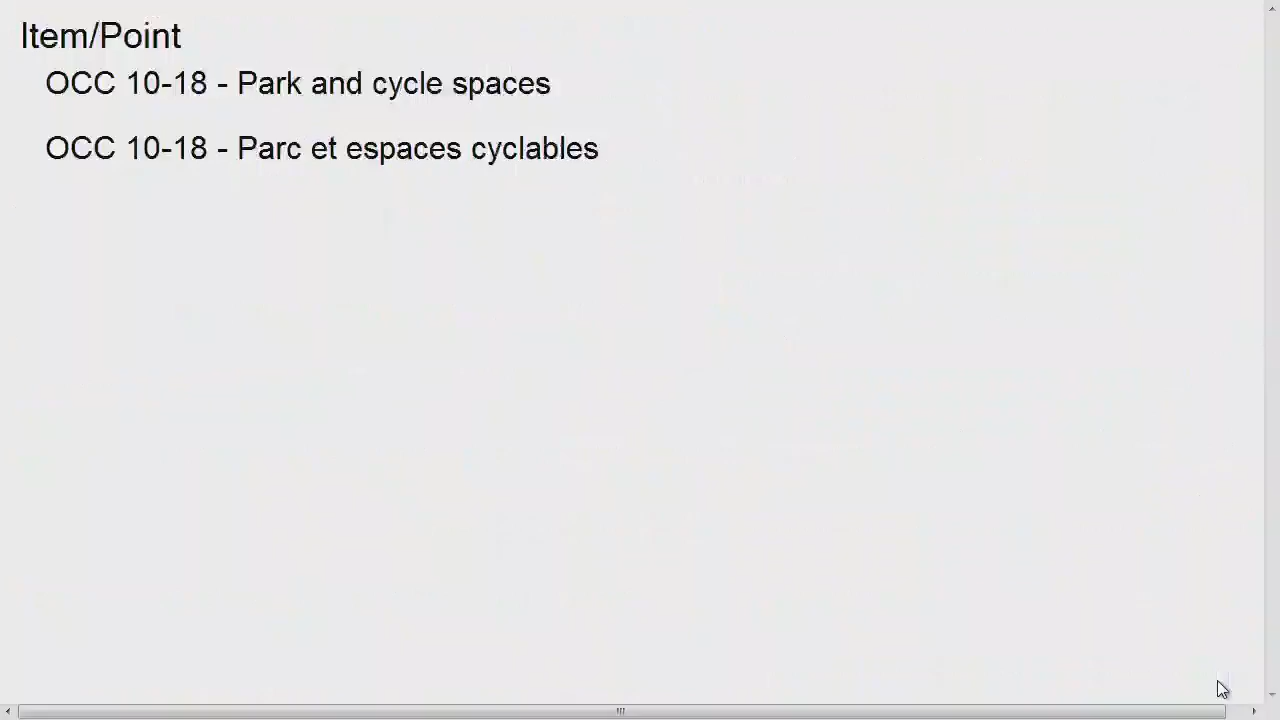 Item/Point
OCC 10-18 - Park and cycle spaces
OCC 10-18 - Parc et espaces cyclables